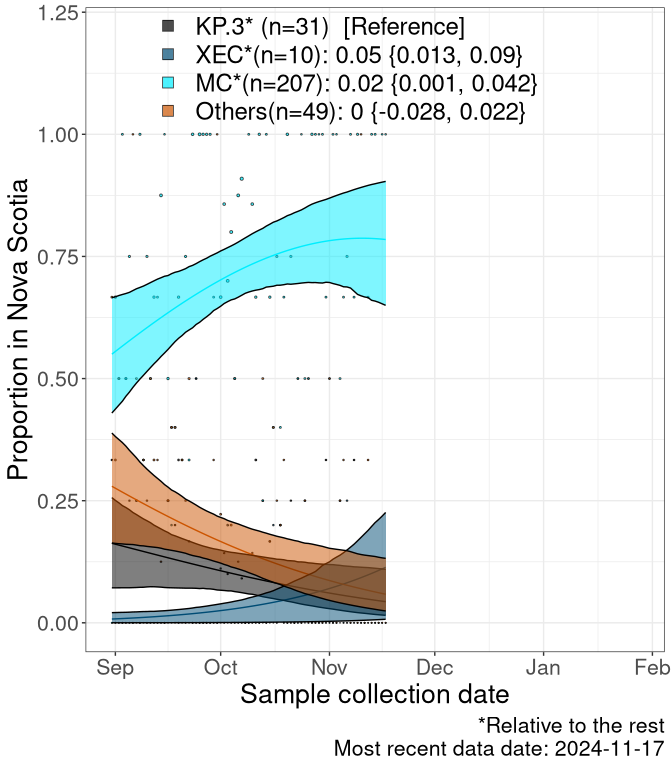 KP.3* (n=31) [Reference]
XEC*(n=10): 0.05 {0.013, 0.09}
MC*(n=207): 0.02 {0.001, 0.042}
Others(n=49): 0 {-0.028, 0.022}
1.25
1.00
0.75
0.50
0.25
0.00
Proportion in Nova Scotia
Sep Oct Nov Dec Jan Feb
Sample collection date
*Relative to the rest
Most recent data date: 2024-11-17